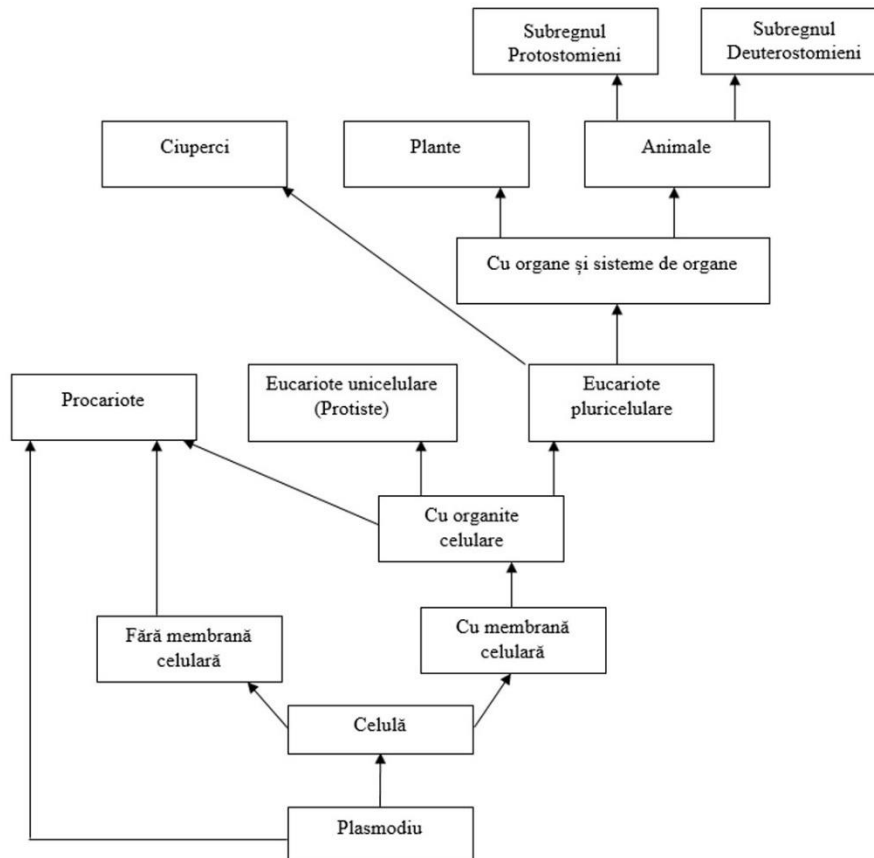 Subregnul
Protostomieni
Subregnul
Deuterostomieni
Ciuperci
Plante
Animale
Cu organe și sisteme de organe
Procariote
Eucariote unicelulare
(Protiste)
Eucariote
pluricelulare
Cu organite
celulare
Fără membrană
celulară
Cu membrană
celulară
Celulă
Plasmodiu